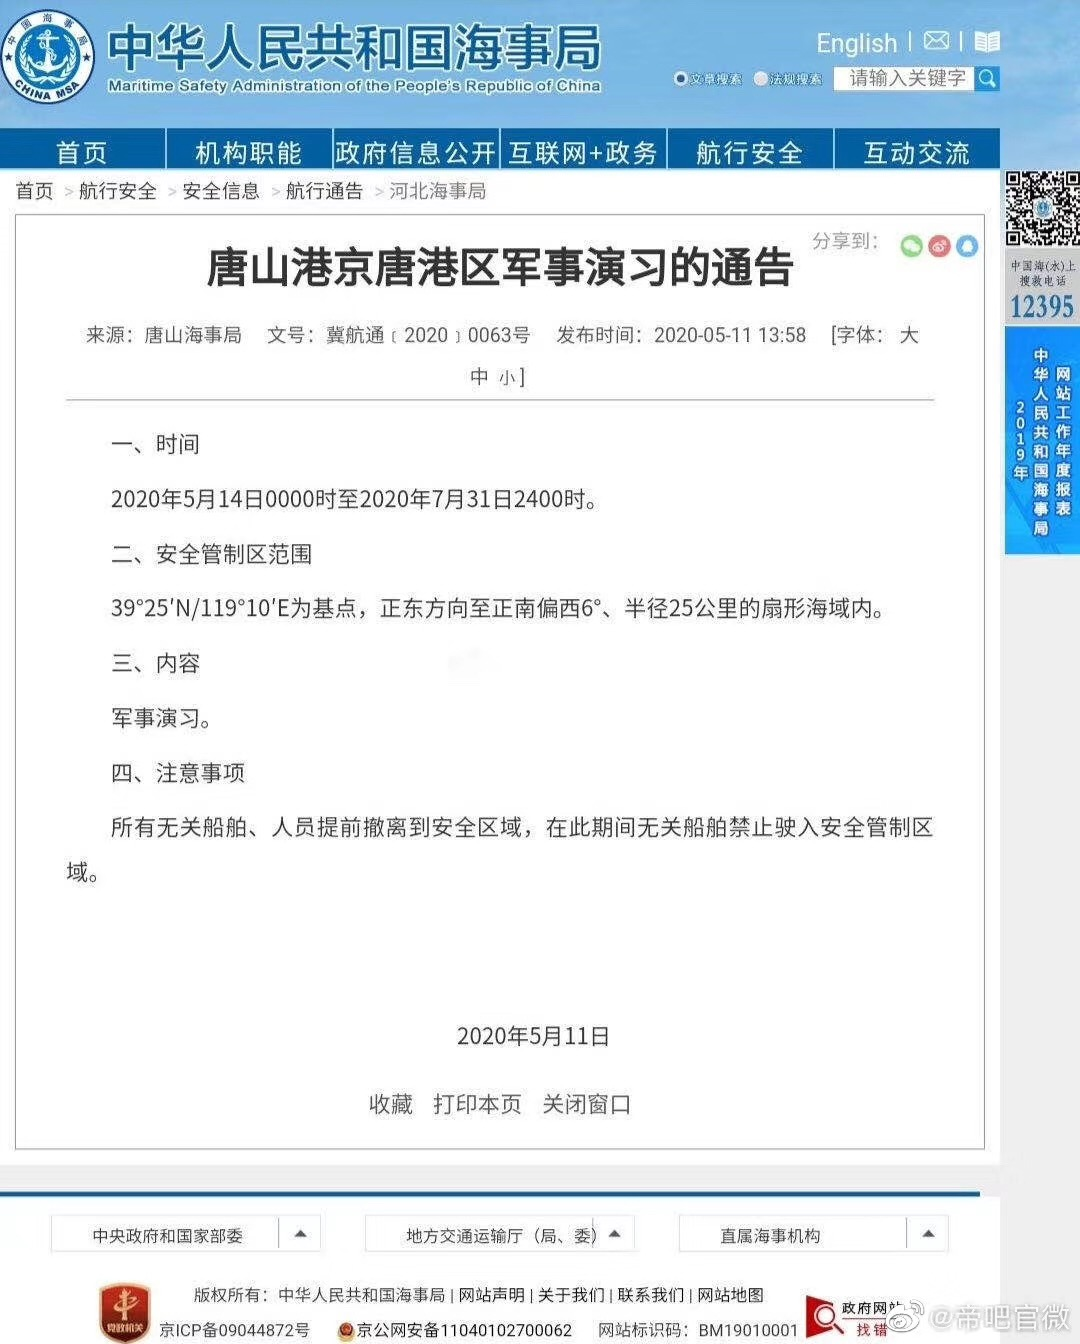 中国海事局
CHINA MSA
中华人民共和国海事局
Maritime Safety Administration of the People's Republic of China
English
文章搜索 法规搜索 请输入关键字
首页 机构职能 政府信息公开 互联网+政务 航行安全 互动交流
首页 > 航行安全 > 安全信息 > 航行通告 > 河北海事局
分享到：
唐山港京唐港区军事演习的通告
来源：唐山海事局 文号：冀航通﹝2020﹞0063号 发布时间：2020-05-11 13:58 [字体： 大
中 小 ]
一、时间
2020年5月14日0000时至2020年7月31日2400时。
二、安全管制区范围
39°25′N/119°10′E为基点，正东方向至正南偏西6°、半径25公里的扇形海域内。
三、内容
军事演习。
四、注意事项
所有无关船舶、人员提前撤离到安全区域，在此期间无关船舶禁止驶入安全管制区
域。
2020年5月11日
收藏 打印本页 关闭窗口
中国海(水)上
搜救电话
12395
网站工作年度报表
中华人民共和国海事局
2019年
中央政府和国家部委 地方交通运输厅（局、委） 直属海事机构
版权所有：中华人民共和国海事局 | 网站声明 | 关于我们 | 联系我们 | 网站地图
党政机关
京ICP备09044872号 京公网安备11040102700062 网站标识码：BM19010001
政府网站
找错
@帝吧官微